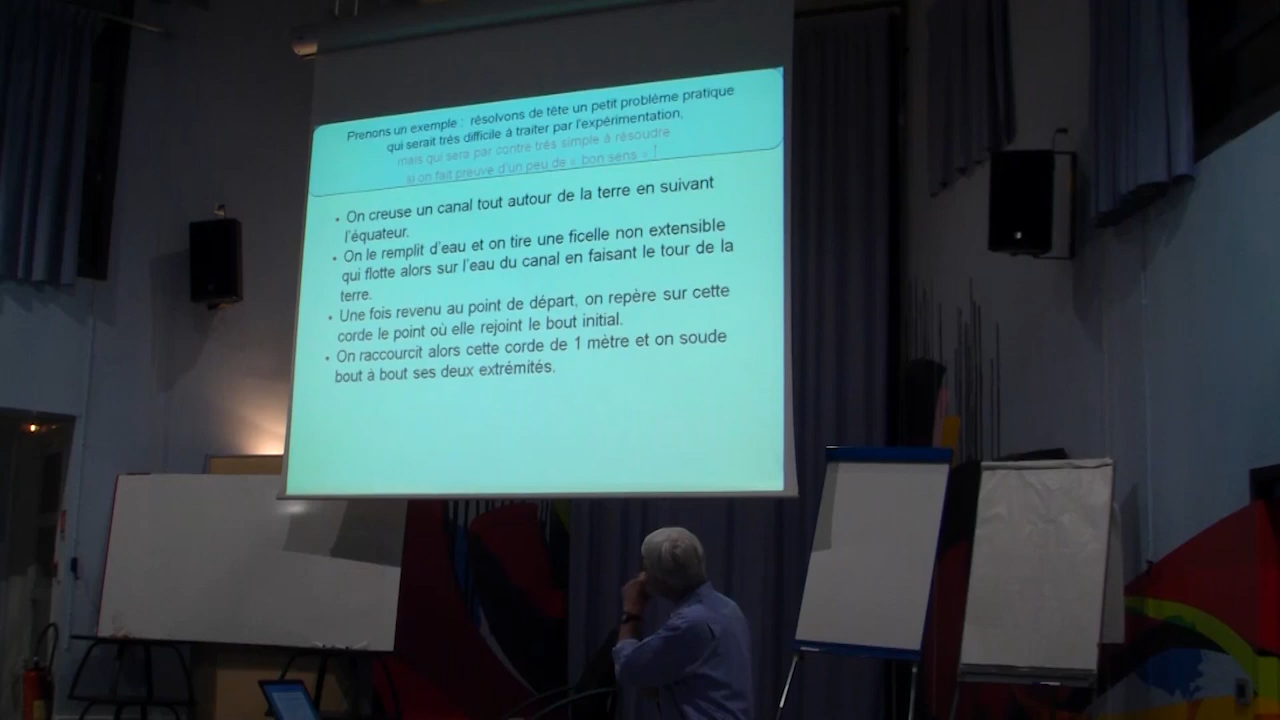 Prenons un exemple : résolvons de tête un petit problème pratique
qui serait très difficile à traiter par l'expérimentation,
mais qui sera par contre très simple à résoudre
si on fait preuve d'un peu de « bon sens » !
• On creuse un canal tout autour de la terre en suivant
l'équateur.
• On le remplit d'eau et on tire une ficelle non extensible
qui flotte alors sur l'eau du canal en faisant le tour de la
terre.
• Une fois revenu au point de départ, on repère sur cette
corde le point où elle rejoint le bout initial.
• On raccourcit alors cette corde de 1 mètre et on soude
bout à bout ses deux extrémités.